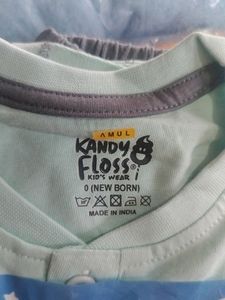 AMUL
KANDY
FLOSS®
KID'S WEAR
0 (NEW BORN)
MADE IN INDIA